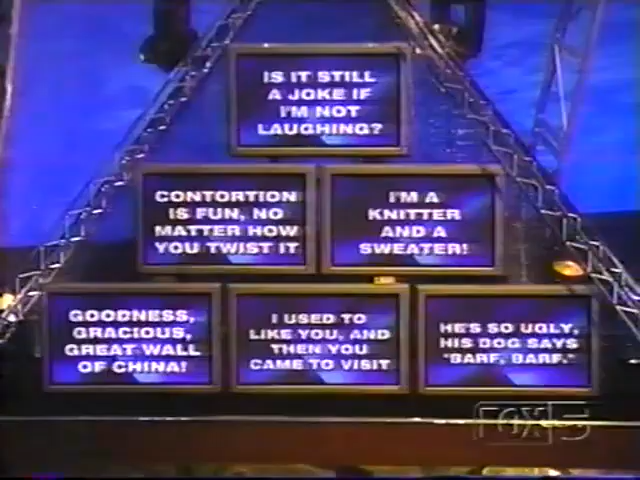 IS IT STILL
A JOKE IF
I'M NOT
LAUGHING?
CONTORTION
IS FUN, NO
MATTER HOW
YOU TWIST IT
I'M A
KNITTER
AND A
SWEATER!
GOODNESS,
GRACIOUS,
GREAT WALL
OF CHINA!
I USED TO
LIKE YOU, AND
THEN YOU
CAME TO VISIT
HE'S SO UGLY,
HIS DOG SAYS
"BARF, BARF."
FOX 5